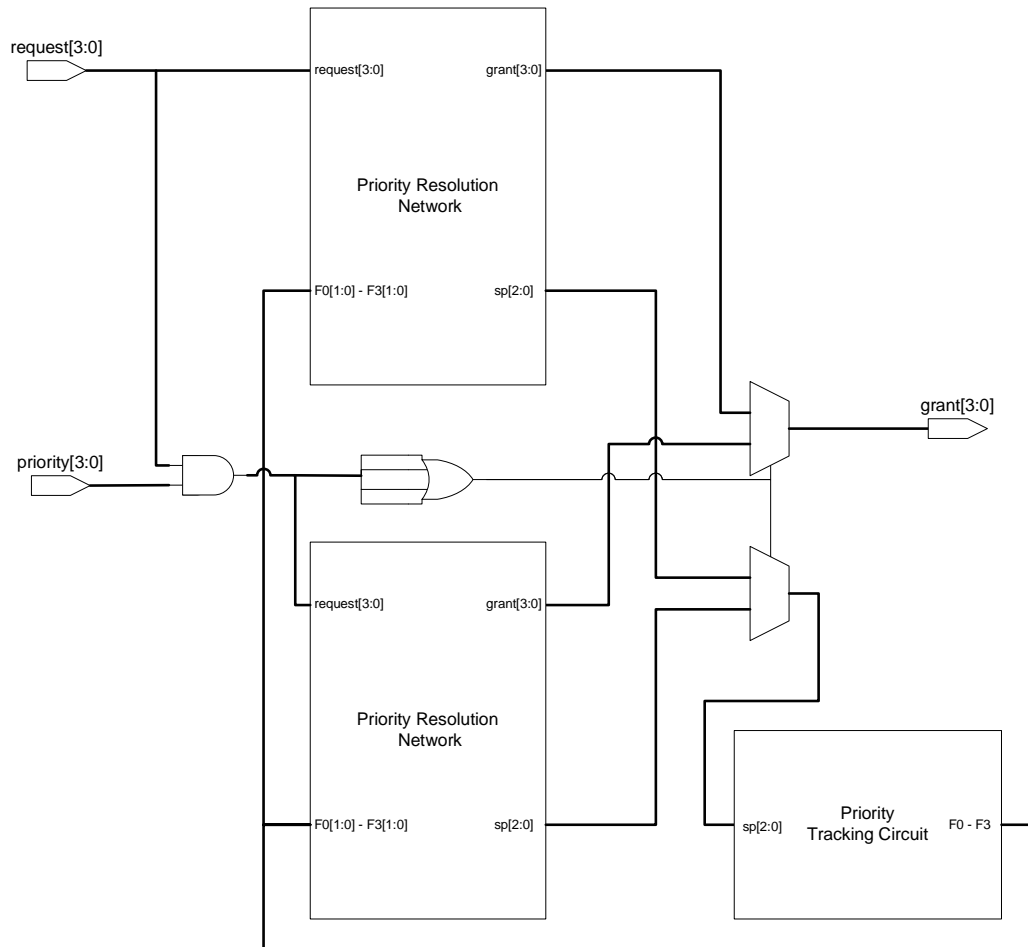 request[3:0]
request[3:0]
grant[3:0]
Priority Resolution
Network
F0[1:0] - F3[1:0]
sp[2:0]
grant[3:0]
priority[3:0]
request[3:0]
grant[3:0]
Priority Resolution
Network
F0[1:0] - F3[1:0]
sp[2:0]
Priority
Tracking Circuit
sp[2:0]
F0 - F3